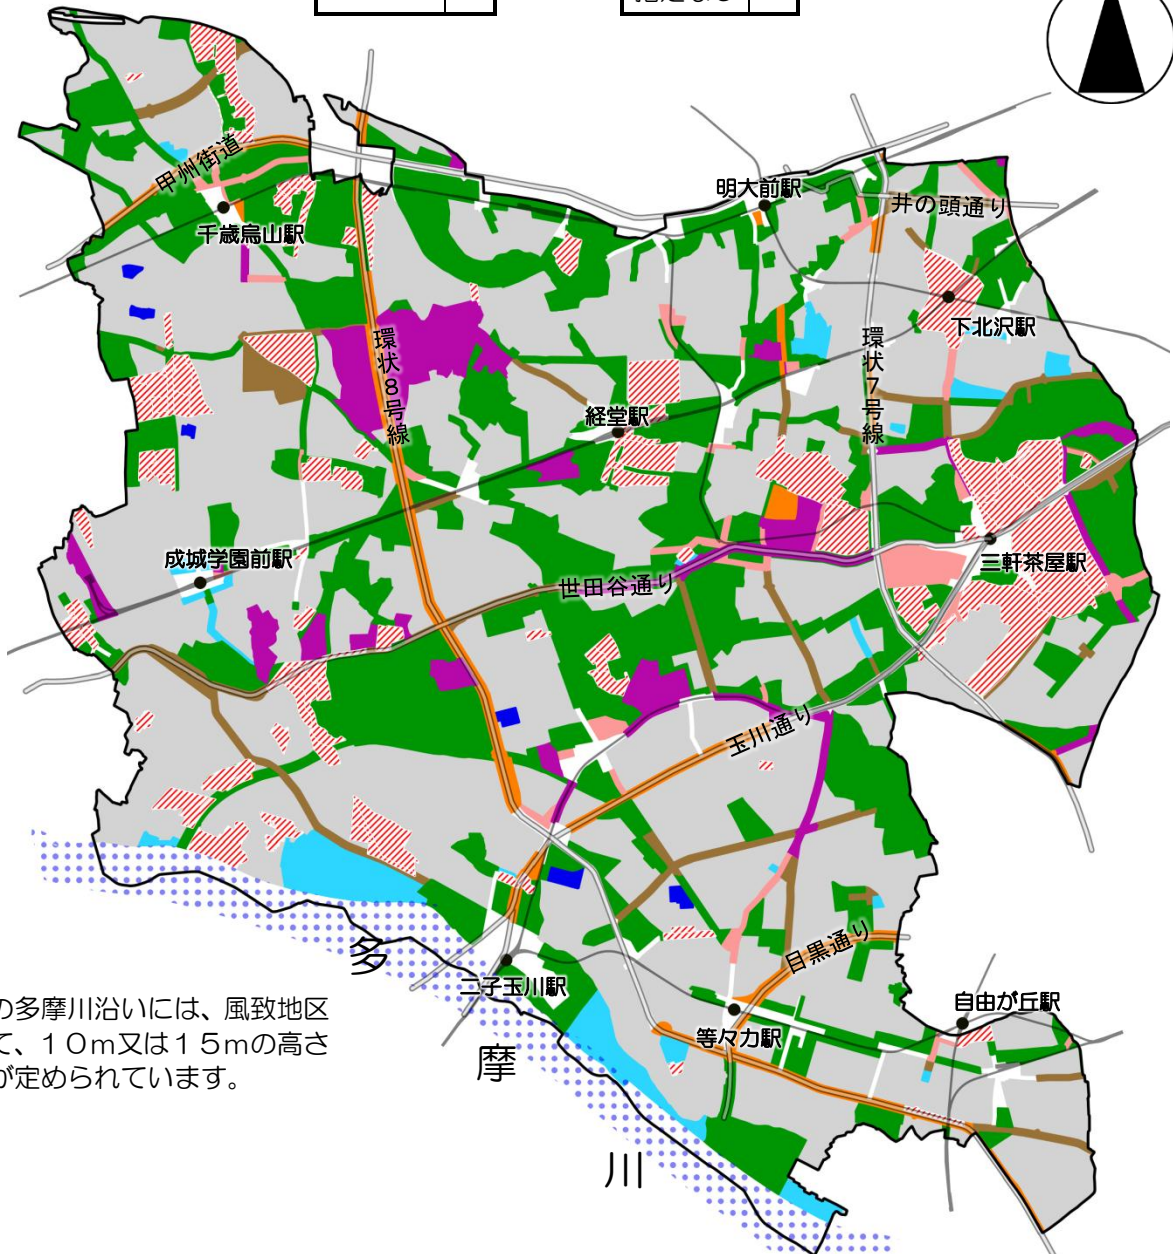 指定なし
甲州街道
千歳烏山駅
明大前駅
井の頭通り
下北沢駅
環状8号線
環状7号線
経堂駅
成城学園前駅
世田谷通り
三軒茶屋駅
玉川通り
目黒通り
二子玉川駅
等々力駅
自由が丘駅
多
摩
川
の多摩川沿いには、風致地区
て、10m又は15mの高さ
が定められています。